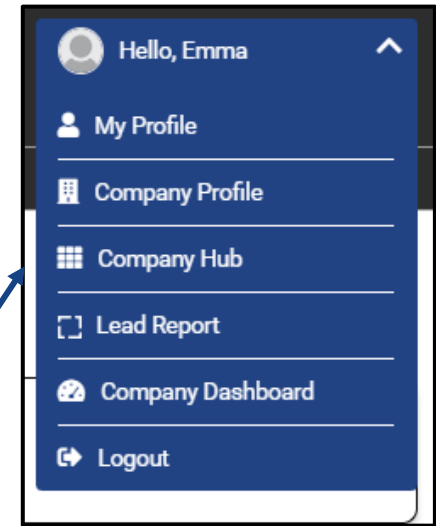 Hello, Emma
My Profile
Company Profile
Company Hub
Lead Report
Company Dashboard
Logout